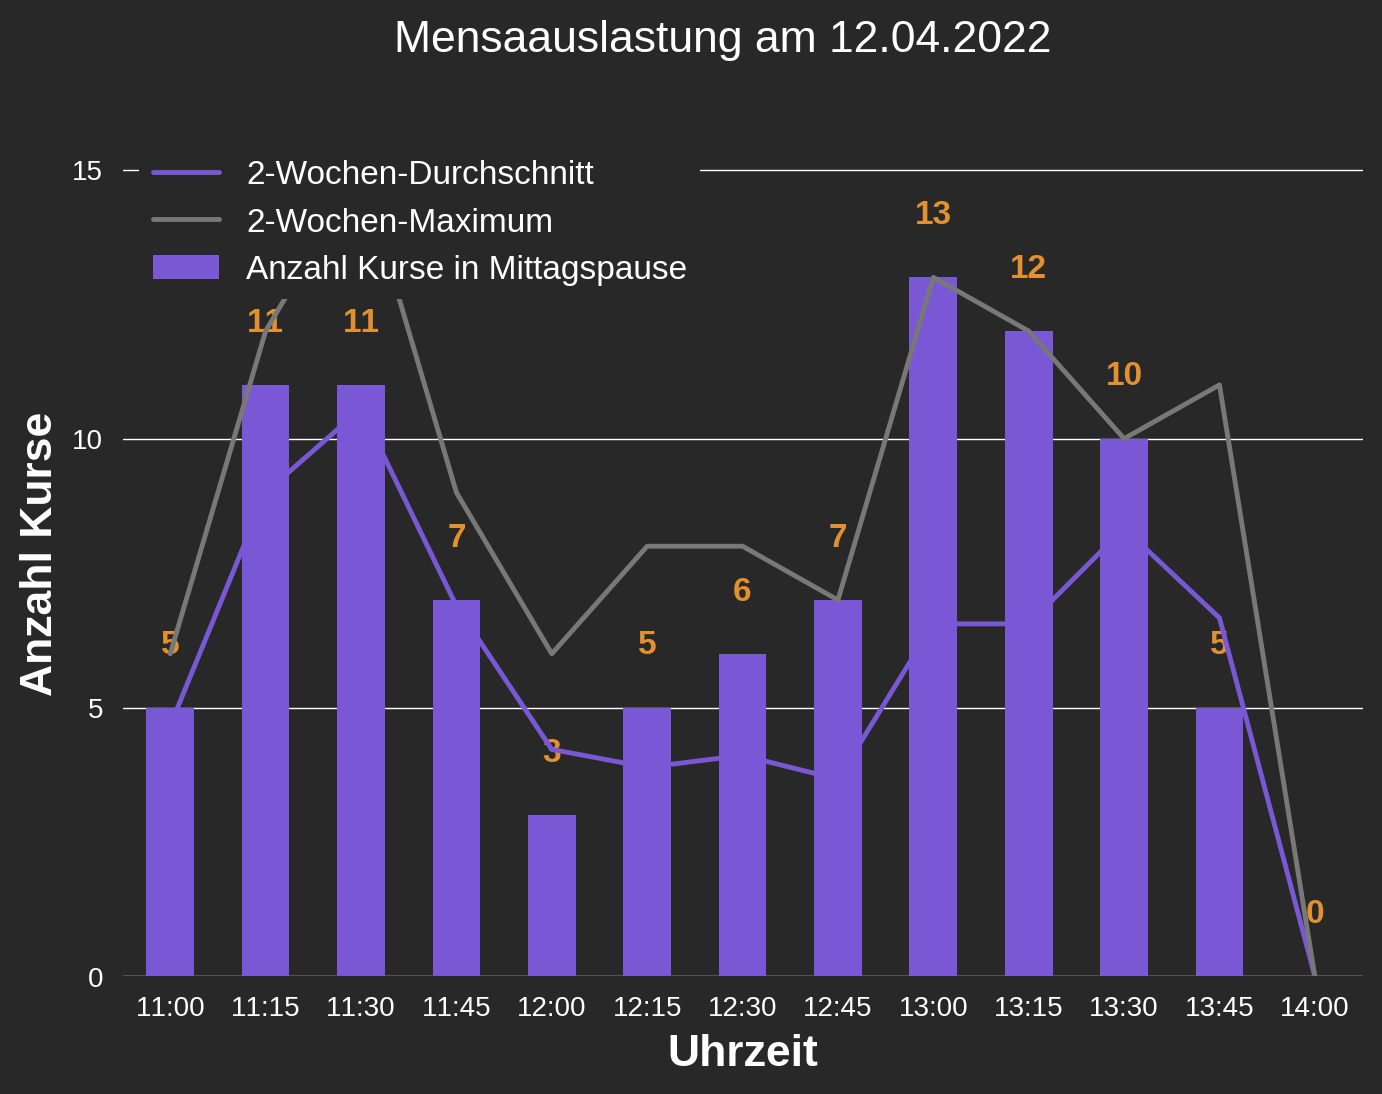 Mensaauslastung am 12.04.2022
2-Wochen-Durchschnitt
2-Wochen-Maximum
Anzahl Kurse in Mittagspause
Anzahl Kurse
15
10
5
0
5
11
11
7
3
5
6
7
13
12
10
5
0
11:00 11:15 11:30 11:45 12:00 12:15 12:30 12:45 13:00 13:15 13:30 13:45 14:00
Uhrzeit